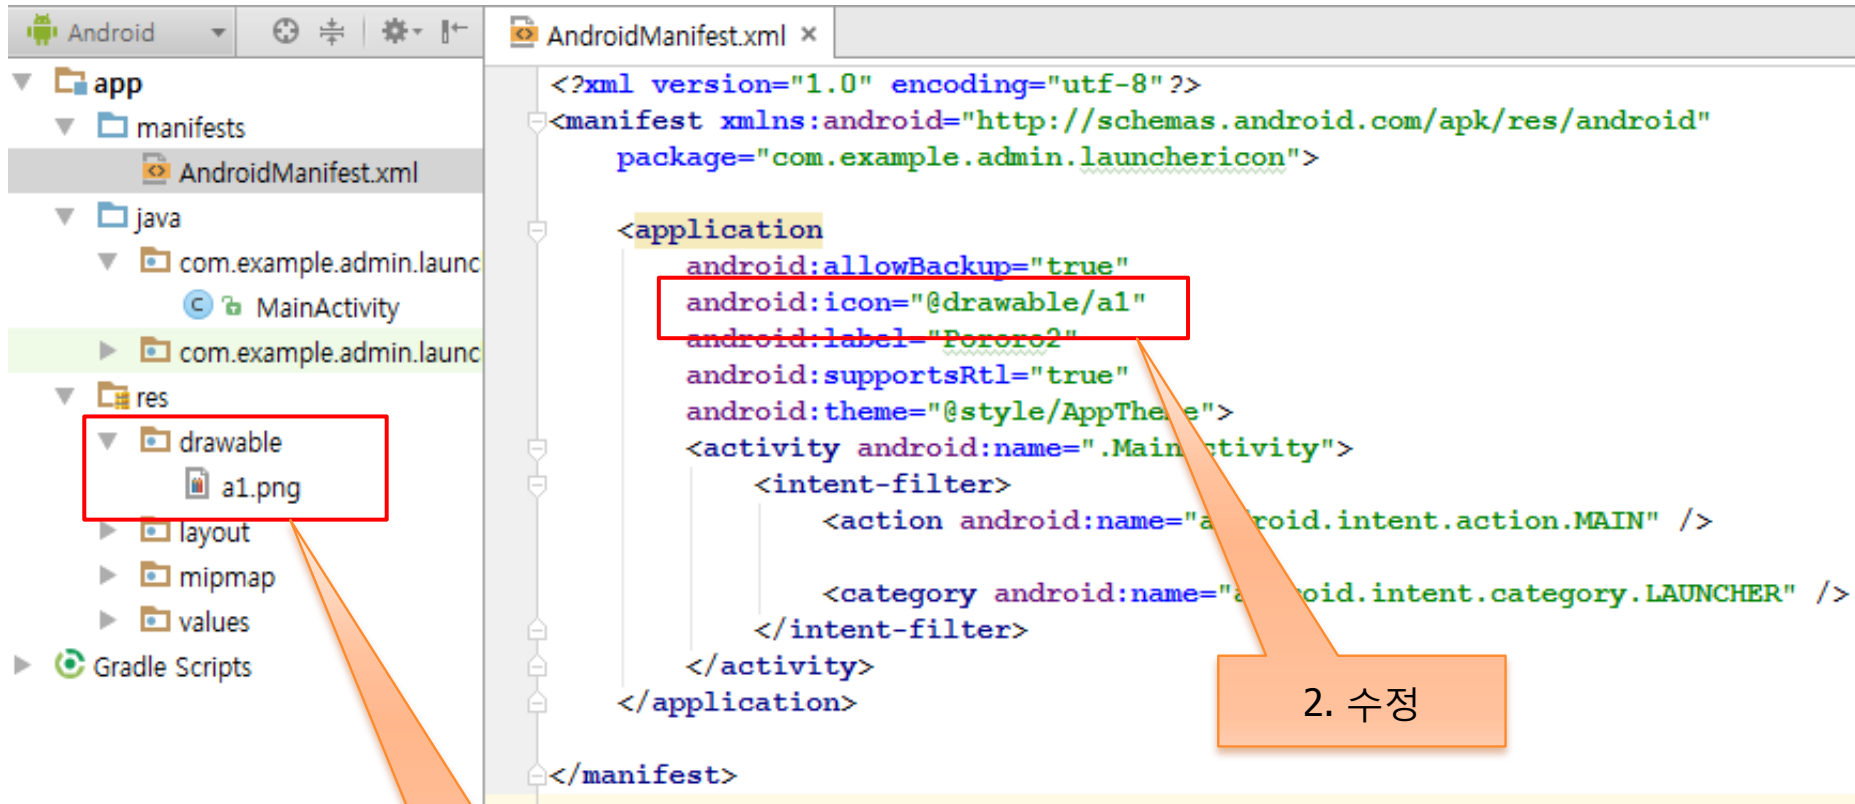 Android
app
manifests
AndroidManifest.xml
java
com.example.admin.launc
MainActivity
com.example.admin.launc
res
drawable
a1.png
layout
mipmap
values
Gradle Scripts
AndroidManifest.xml
<?xml version="1.0" encoding="utf-8"?>
<manifest xmlns:android="http://schemas.android.com/apk/res/android"
package="com.example.admin.launchericon">
<application
android:allowBackup="true"
android:icon="@drawable/a1"
android:label="Pororo2"
android:supportsRtl="true"
android:theme="@style/AppTheme">
<activity android:name=".MainActivity">
<intent-filter>
<action android:name="android.intent.action.MAIN" />
<category android:name="android.intent.category.LAUNCHER" />
</intent-filter>
</activity>
</application>
</manifest>
2. 수정